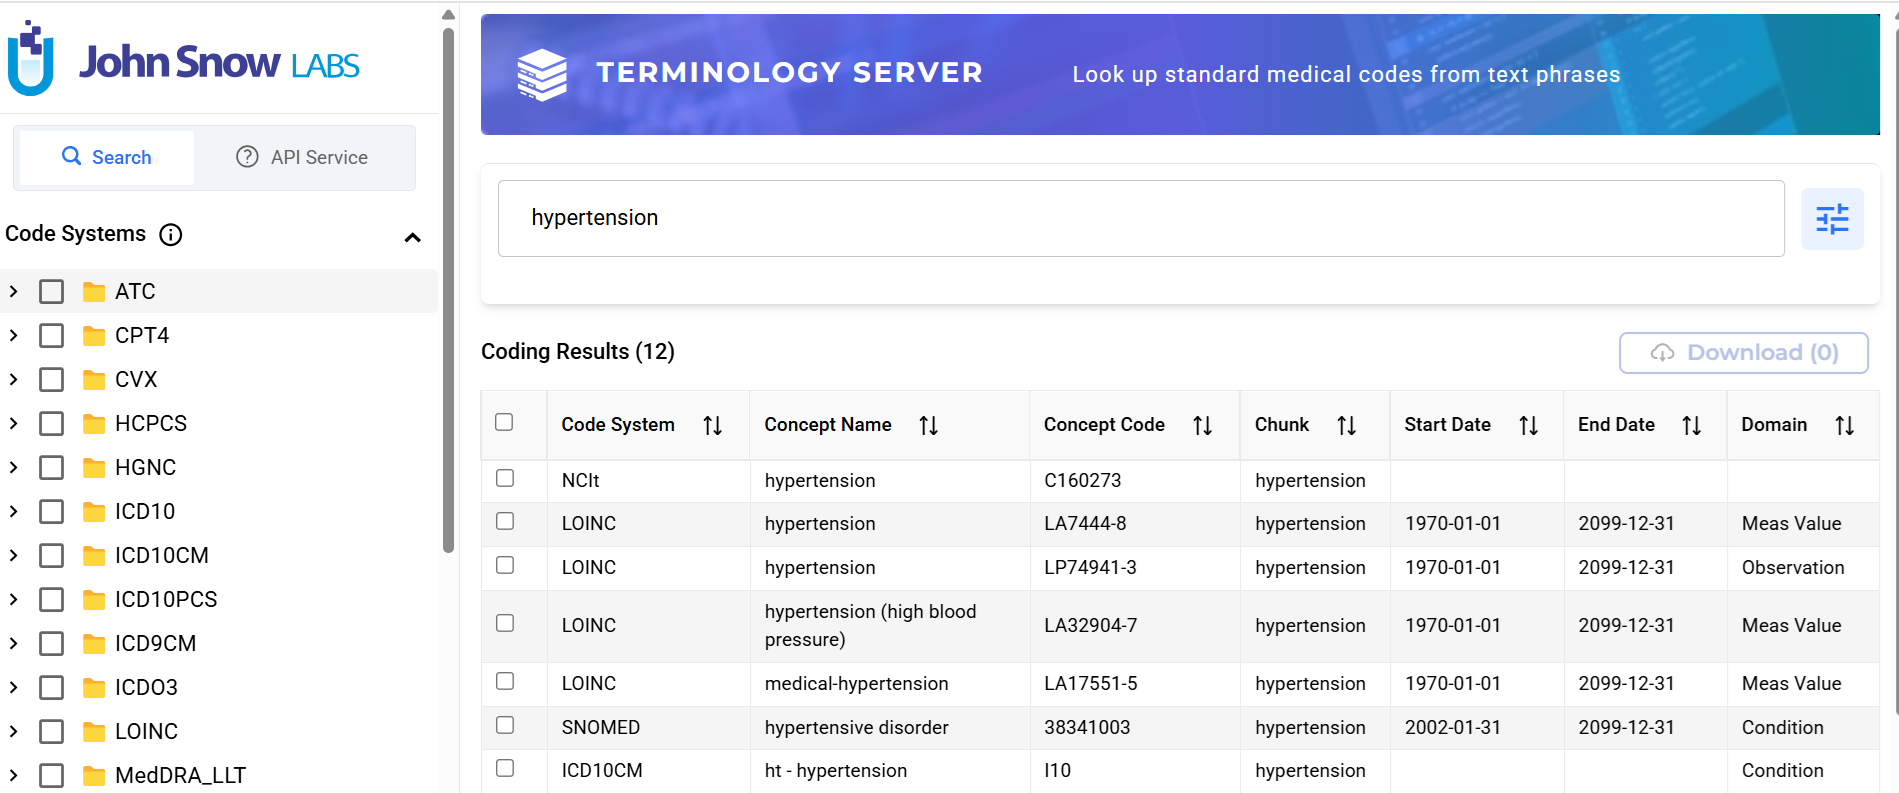 John Snow LABS
Search
API Service
Code Systems
ATC
CPT4
CVX
HCPCS
HGNC
ICD10
ICD10CM
ICD10PCS
ICD9CM
ICDO3
LOINC
MedDRA_LLT
TERMINOLOGY SERVER
Look up standard medical codes from text phrases
hypertension
Coding Results (12)
Download (0)
Code System Concept Name Concept Code Chunk Start Date End Date Domain
NCIt hypertension C160273 hypertension
LOINC hypertension LA7444-8 hypertension 1970-01-01 2099-12-31 Meas Value
LOINC hypertension LP74941-3 hypertension 1970-01-01 2099-12-31 Observation
LOINC hypertension (high blood pressure) LA32904-7 hypertension 1970-01-01 2099-12-31 Meas Value
LOINC medical-hypertension LA17551-5 hypertension 1970-01-01 2099-12-31 Meas Value
SNOMED hypertensive disorder 38341003 hypertension 2002-01-31 2099-12-31 Condition
ICD10CM ht - hypertension I10 hypertension Condition